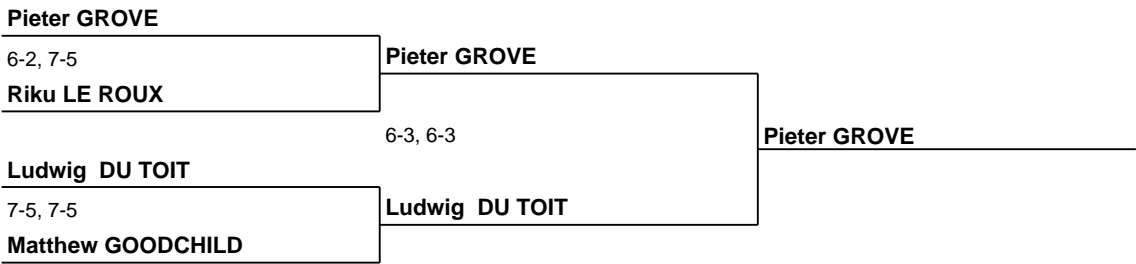 Pieter GROVE
6-2, 7-5
Pieter GROVE
Riku LE ROUX
6-3, 6-3
Pieter GROVE
Ludwig  DU TOIT
7-5, 7-5
Ludwig  DU TOIT
Matthew GOODCHILD